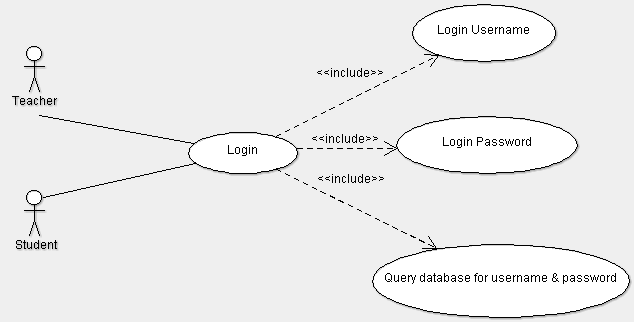 Login Username
<<include>>
Teacher
<<include>>
Login Password
Login
<<include>>
Student
Query database for username & password